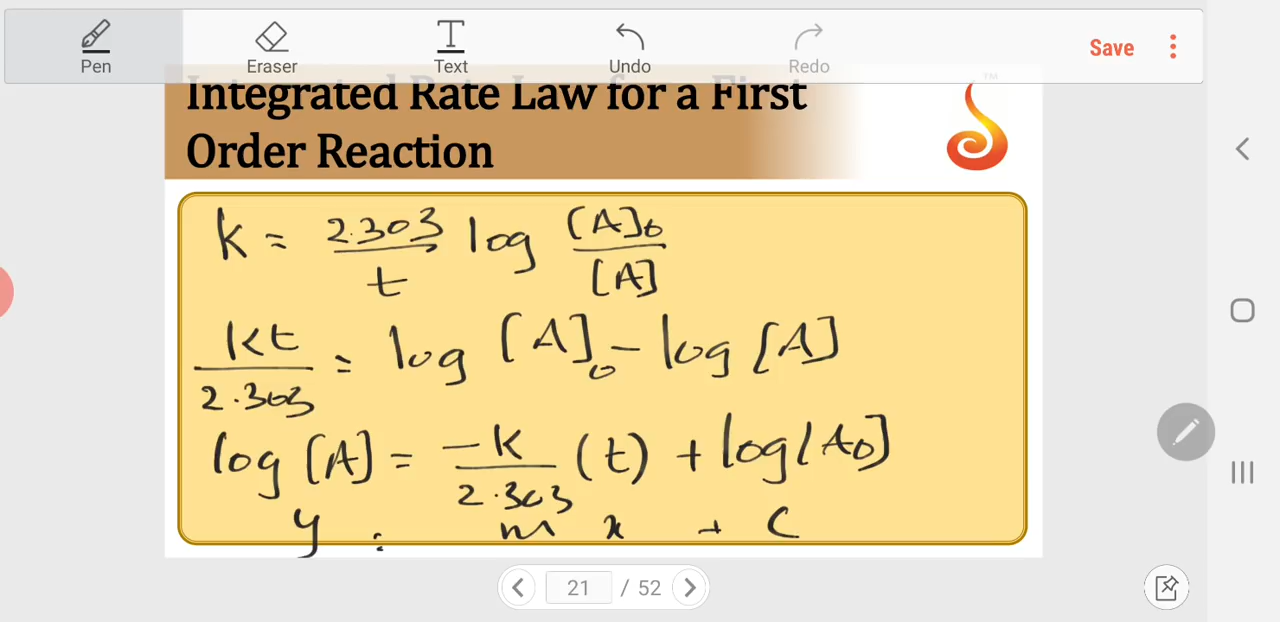 Pen Eraser Text Undo Redo Save
TM
Integrated Rate Law for a First
Order Reaction
k = 2.303/t log [A]0/[A]
kt/2.303 = log [A]0 - log [A]
log [A] = -k/2.303 (t) + log [A0]
y = m x + c
21 / 52